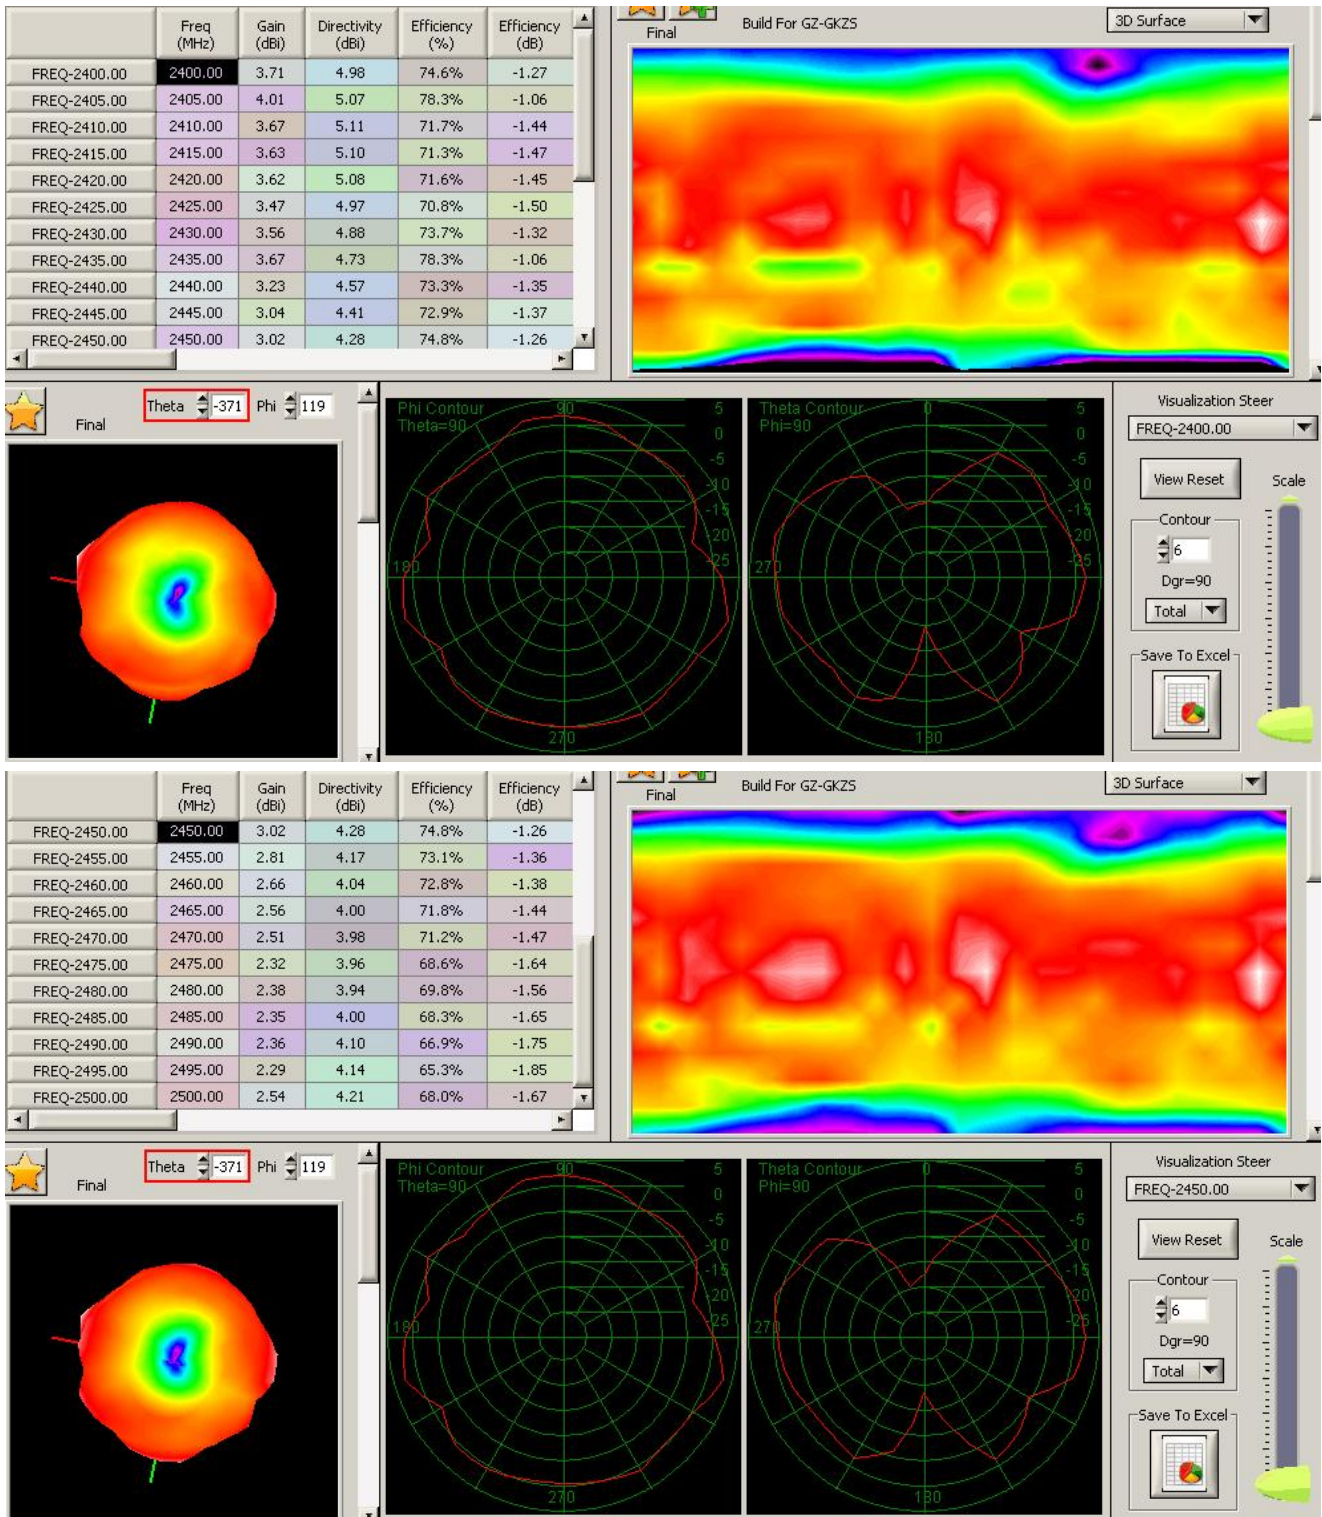 Freq (MHz) Gain (dBi) Directivity (dBi) Efficiency (%) Efficiency (dB)
FREQ-2400.00 2400.00 3.71 4.98 74.6% -1.27
FREQ-2405.00 2405.00 4.01 5.07 78.3% -1.06
FREQ-2410.00 2410.00 3.67 5.11 71.7% -1.44
FREQ-2415.00 2415.00 3.63 5.10 71.3% -1.47
FREQ-2420.00 2420.00 3.62 5.08 71.6% -1.45
FREQ-2425.00 2425.00 3.47 4.97 70.8% -1.50
FREQ-2430.00 2430.00 3.56 4.88 73.7% -1.32
FREQ-2435.00 2435.00 3.67 4.73 78.3% -1.06
FREQ-2440.00 2440.00 3.23 4.57 73.3% -1.35
FREQ-2445.00 2445.00 3.04 4.41 72.9% -1.37
FREQ-2450.00 2450.00 3.02 4.28 74.8% -1.26
Final
Build For GZ-GKZS
3D Surface
Final
Theta -371 Phi 119
Phi Contour
Theta=90
90
180
270
5
0
-5
-10
-15
-20
-25
Theta Contour
Phi=90
0
270
180
5
0
-5
-10
-15
-20
-25
Visualization Steer
FREQ-2400.00
View Reset
Scale
Contour
6
Dgr=90
Total
Save To Excel
Freq (MHz) Gain (dBi) Directivity (dBi) Efficiency (%) Efficiency (dB)
FREQ-2450.00 2450.00 3.02 4.28 74.8% -1.26
FREQ-2455.00 2455.00 2.81 4.17 73.1% -1.36
FREQ-2460.00 2460.00 2.66 4.04 72.8% -1.38
FREQ-2465.00 2465.00 2.56 4.00 71.8% -1.44
FREQ-2470.00 2470.00 2.51 3.98 71.2% -1.47
FREQ-2475.00 2475.00 2.32 3.96 68.6% -1.64
FREQ-2480.00 2480.00 2.38 3.94 69.8% -1.56
FREQ-2485.00 2485.00 2.35 4.00 68.3% -1.65
FREQ-2490.00 2490.00 2.36 4.10 66.9% -1.75
FREQ-2495.00 2495.00 2.29 4.14 65.3% -1.85
FREQ-2500.00 2500.00 2.54 4.21 68.0% -1.67
Final
Build For GZ-GKZS
3D Surface
Final
Theta -371 Phi 119
Phi Contour
Theta=90
90
180
270
5
0
-5
-10
-15
-20
-25
Theta Contour
Phi=90
0
270
180
5
0
-5
-10
-15
-20
-25
Visualization Steer
FREQ-2450.00
View Reset
Scale
Contour
6
Dgr=90
Total
Save To Excel